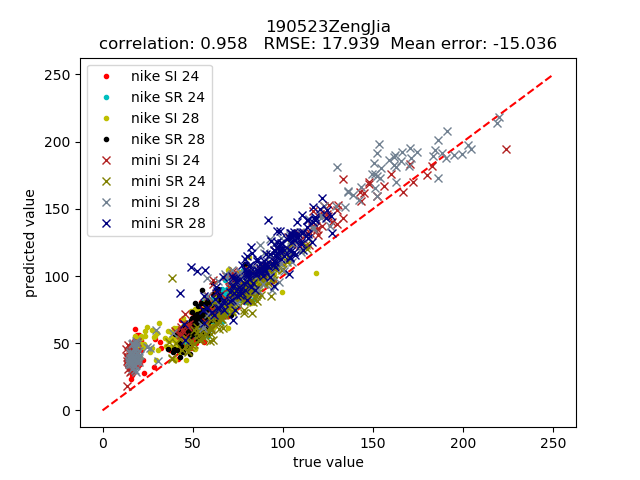 190523ZengJia
correlation: 0.958   RMSE: 17.939  Mean error: -15.036
250
200
150
100
50
0
predicted value
nike SI 24
nike SR 24
nike SI 28
nike SR 28
mini SI 24
mini SR 24
mini SI 28
mini SR 28
0 50 100 150 200 250
true value